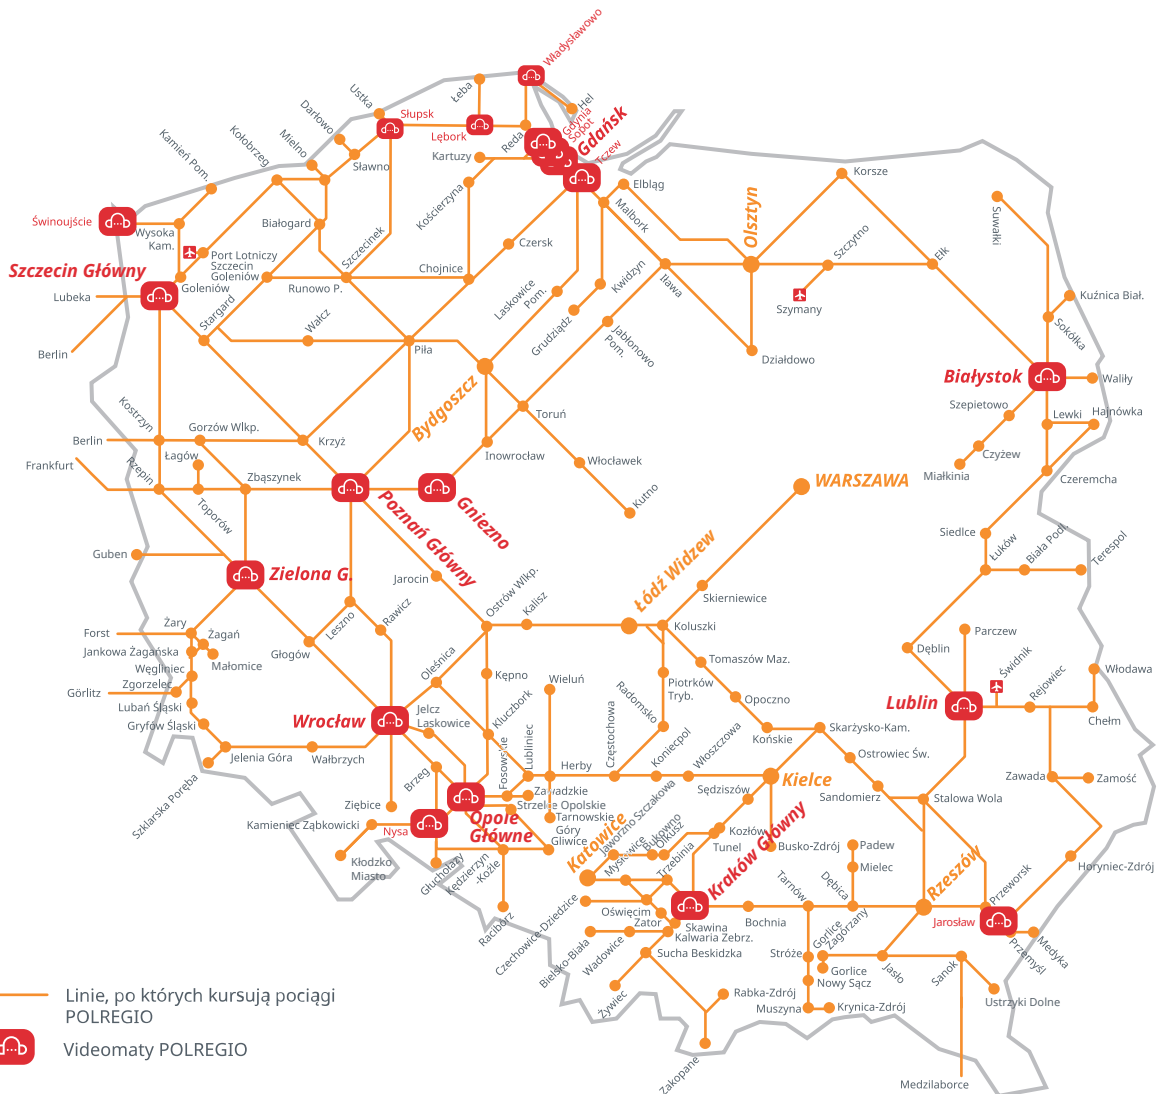 Władysławowo
Hel
Łeba
Ustka
Słupsk
Gdynia
Sopot
Gdańsk
Darłowo
Lębork
Reda
Tczew
Kamień Pom.
Kołobrzeg
Mielno
Sławno
Kartuzy
Korsze
Elbląg
Kościerzyna
Malbork
Suwałki
Świnoujście
Wysoka
Kam.
Białogard
Szczecinek
Czersk
Olsztyn
Szczytno
Ełk
Port Lotniczy
Szczecin
Goleniów
Szczecin Główny
Goleniów
Runowo P.
Chojnice
Laskowice
Pom.
Kwidzyn
Iława
Szymany
Kuźnica Biał.
Lubeka
Stargard
Wałcz
Grudziądz
Jabłonowo
Pom.
Sokółka
Berlin
Piła
Działdowo
Białystok
Waliły
Bydgoszcz
Szepietowo
Lewki
Hajnówka
Kostrzyn
Gorzów Wlkp.
Krzyż
Toruń
Berlin
Inowrocław
Czyżew
Łagów
Włocławek
Małkinia
Frankfurt
Rzepin
Zbąszynek
Czeremcha
WARSZAWA
Toporów
Poznań Główny
Gniezno
Kutno
Siedlce
Łuków
Biała Podl.
Terespol
Guben
Zielona G.
Jarocin
Łódź Widzew
Skierniewice
Ostrów Wlkp.
Kalisz
Leszno
Rawicz
Koluszki
Parczew
Forst
Żary
Żagań
Jankowa Żagańska
Małomice
Głogów
Dęblin
Węgliniec
Oleśnica
Kępno
Wieluń
Tomaszów Maz.
Świdnik
Rejowiec
Włodawa
Zgorzelec
Görlitz
Piotrków
Tryb.
Radomsko
Opoczno
Lubań Śląski
Lublin
Chełm
Gryfów Śląski
Wrocław
Jelcz
Laskowice
Kluczbork
Fosowskie
Lubliniec
Częstochowa
Koniecpol
Włoszczowa
Końskie
Skarżysko-Kam.
Jelenia Góra
Wałbrzych
Brzeg
Herby
Kielce
Ostrowiec Św.
Zawada
Zamość
Szklarska Poręba
Ziębice
Zawadzkie
Strzelce Opolskie
Tarnowskie
Góry
Sędziszów
Sandomierz
Stalowa Wola
Kamieniec Ząbkowicki
Nysa
Opole
Główne
Gliwice
Katowice
Jaworzno Szczakowa
Mysłowice
Bukowno
Olkusz
Kozłów
Tunel
Kraków Główny
Busko-Zdrój
Padew
Kłodzko
Miasto
Głuchołazy
Kędzierzyn
-Koźle
Trzebinia
Mielec
Rzeszów
Horyniec-Zdrój
Racibórz
Czechowice-Dziedzice
Oświęcim
Zator
Skawina
Bochnia
Tarnów
Dębica
Przeworsk
Jarosław
Bielsko-Biała
Wadowice
Kalwaria Zebrz.
Sucha Beskidzka
Stróże
Gorlice
Zagórzany
Gorlice
Jasło
Sanok
Przemyśl
Medyka
Żywiec
Rabka-Zdrój
Nowy Sącz
Muszyna
Krynica-Zdrój
Ustrzyki Dolne
Zakopane
Medzilaborce
Linie, po których kursują pociągi
POLREGIO
Videomaty POLREGIO